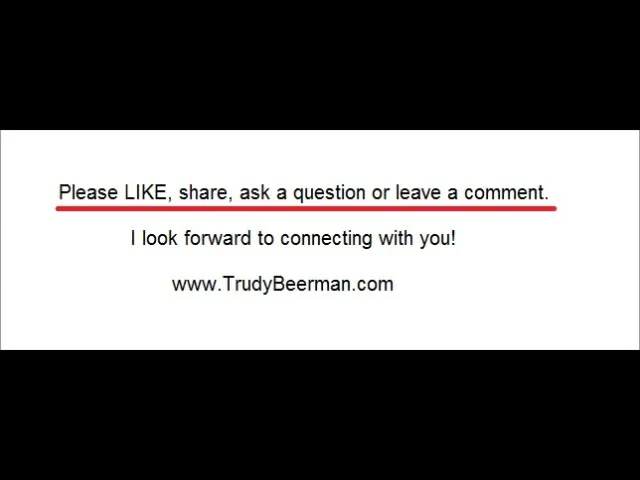 Please LIKE, share, ask a question or leave a comment.
I look forward to connecting with you!
www.TrudyBeerman.com